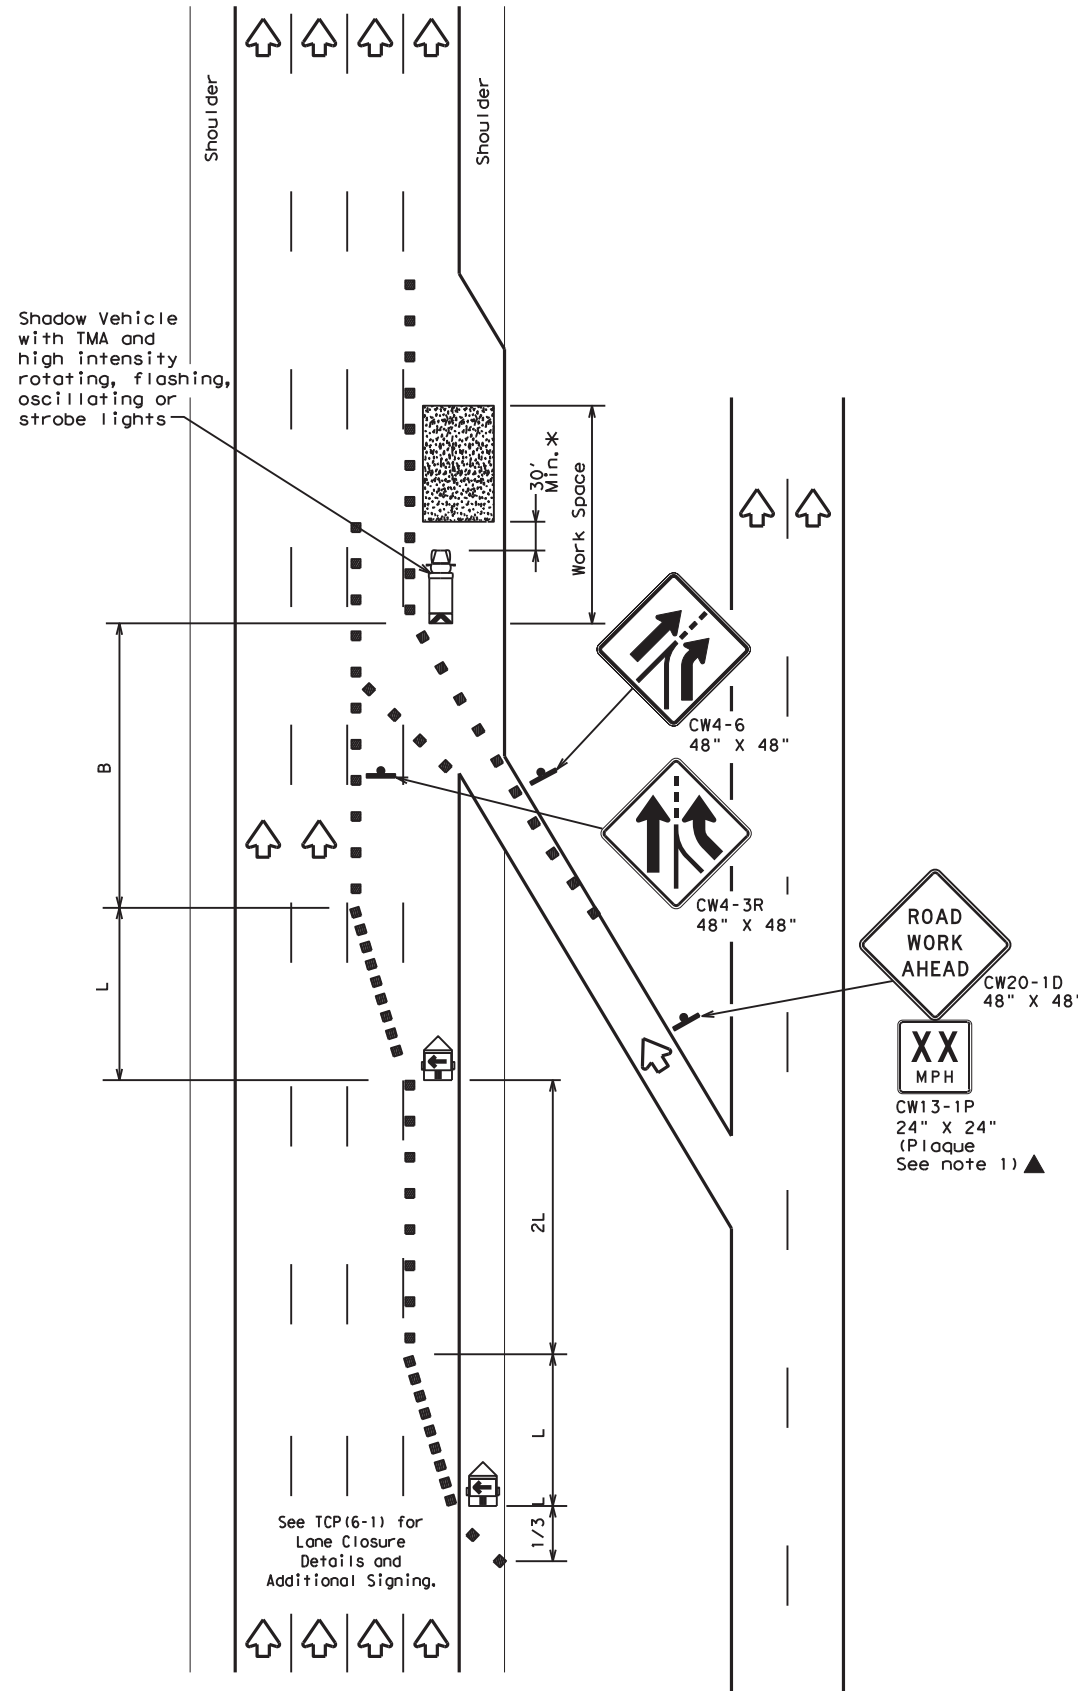 Shoulder
Shoulder
Shadow Vehicle
with TMA and
high intensity
rotating, flashing,
oscillating or
strobe lights
30'
Min.*
Work Space
CW4-6
48" X 48"
B
CW4-3R
48" X 48"
ROAD
WORK
AHEAD
CW20-1D
48" X 48"
L
XX
MPH
CW13-1P
24" X 24"
(Plaque
See note 1)▲
2L
L
1/3 L
See TCP(6-1) for
Lane Closure
Details and
Additional Signing.